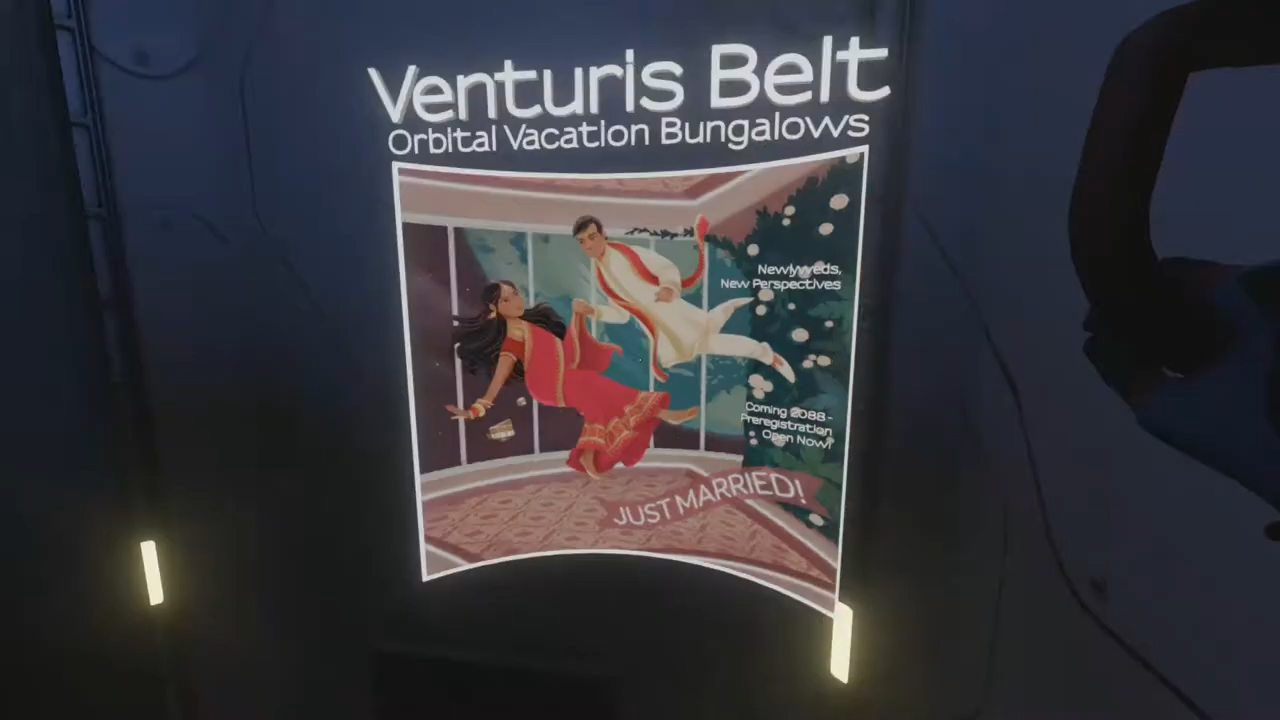 Venturis Belt
Orbital Vacation Bungalows
Newlyweds,
New Perspectives
Coming 2088 -
Preregistration
Open Now!
JUST MARRIED!